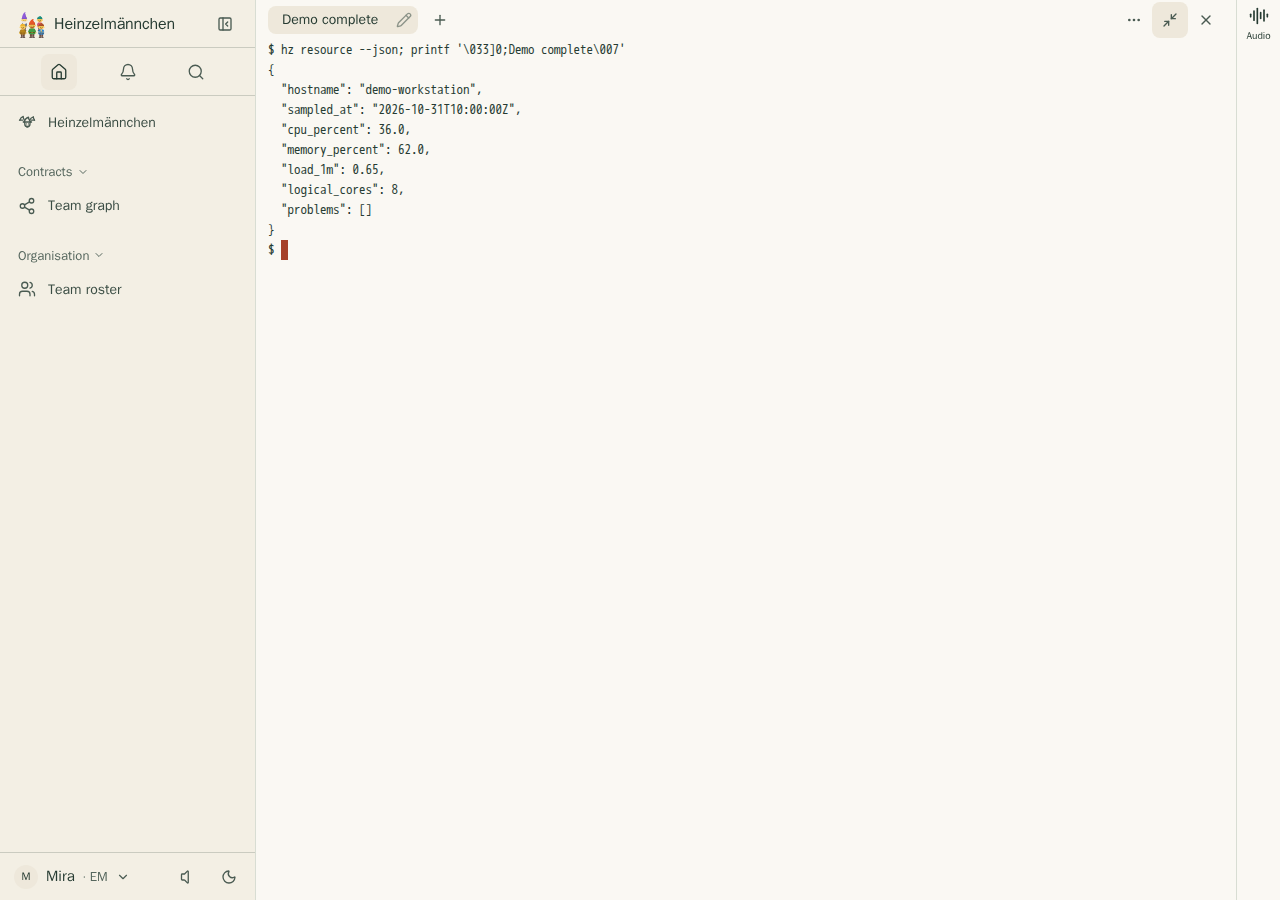 Heinzelmännchen
Heinzelmännchen
Contracts
Team graph
Organisation
Team roster
M Mira · EM
Demo complete
$ hz resource --json; printf '\033]0;Demo complete\007'
{
  "hostname": "demo-workstation",
  "sampled_at": "2026-10-31T10:00:00Z",
  "cpu_percent": 36.0,
  "memory_percent": 62.0,
  "load_1m": 0.65,
  "logical_cores": 8,
  "problems": []
}
$
Audio